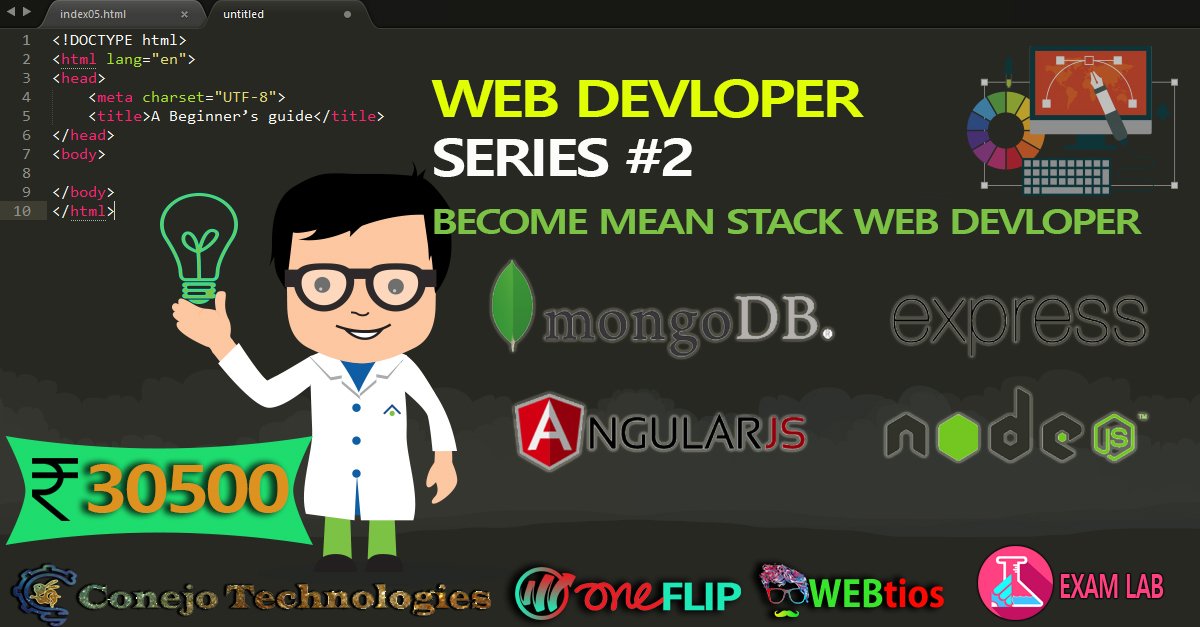 index05.html ×
untitled
1 <!DOCTYPE html>
2 <html lang="en">
3 <head>
4     <meta charset="UTF-8">
5     <title>A Beginner’s guide</title>
6 </head>
7 <body>
8
9 </body>
10 </html>
WEB DEVLOPER
SERIES #2
BECOME MEAN STACK WEB DEVLOPER
mongoDB.
express
ANGULARJS
node JS™
₹30500
Conejo Technologies
oneFLIP
WEBtios
EXAM LAB